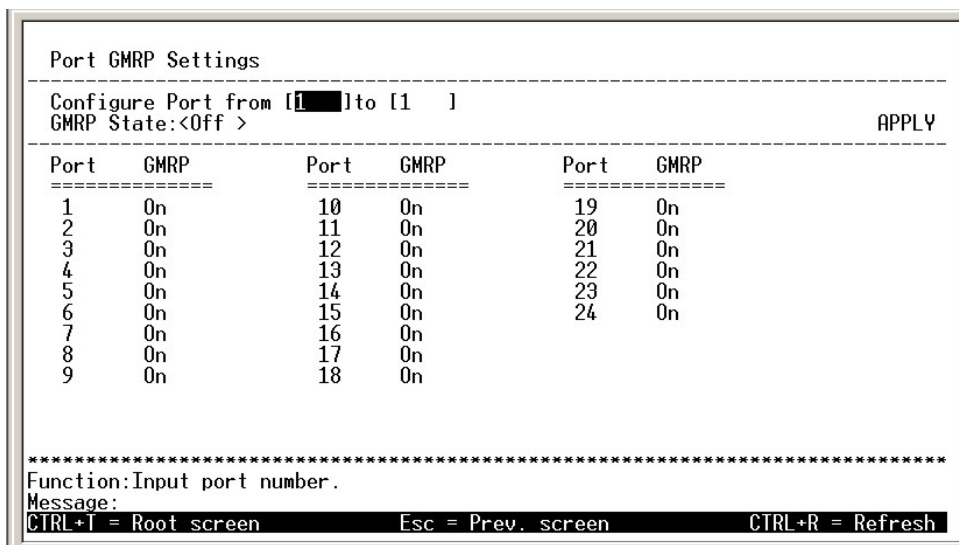 Port GMRP Settings
Configure Port from [1   ]to [1   ]
GMRP State:<Off >                    APPLY
Port   GMRP   Port   GMRP   Port   GMRP
==============   ==============   ==============
1   On   10   On   19   On
2   On   11   On   20   On
3   On   12   On   21   On
4   On   13   On   22   On
5   On   14   On   23   On
6   On   15   On   24   On
7   On   16   On
8   On   17   On
9   On   18   On
*******************************************************************************
Function:Input port number.
Message:
CTRL+T = Root screen   Esc = Prev. screen   CTRL+R = Refresh